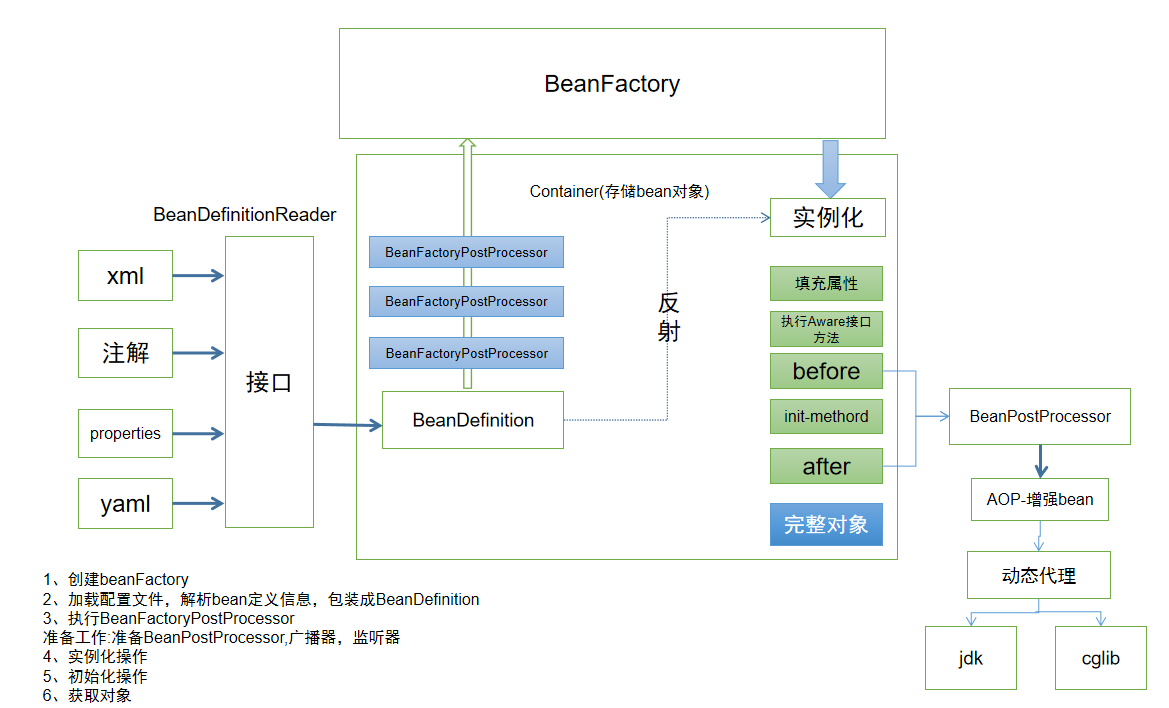 BeanFactory
Container(存储bean对象)
BeanDefinitionReader
实例化
xml
BeanFactoryPostProcessor
填充属性
BeanFactoryPostProcessor
反
射
执行Aware接口
方法
注解
BeanFactoryPostProcessor
before
接口
BeanDefinition
init-methord
BeanPostProcessor
properties
after
yaml
AOP-增强bean
完整对象
动态代理
1、创建beanFactory
2、加载配置文件，解析bean定义信息，包装成BeanDefinition
3、执行BeanFactoryPostProcessor
准备工作:准备BeanPostProcessor,广播器，监听器
4、实例化操作
5、初始化操作
6、获取对象
jdk
cglib